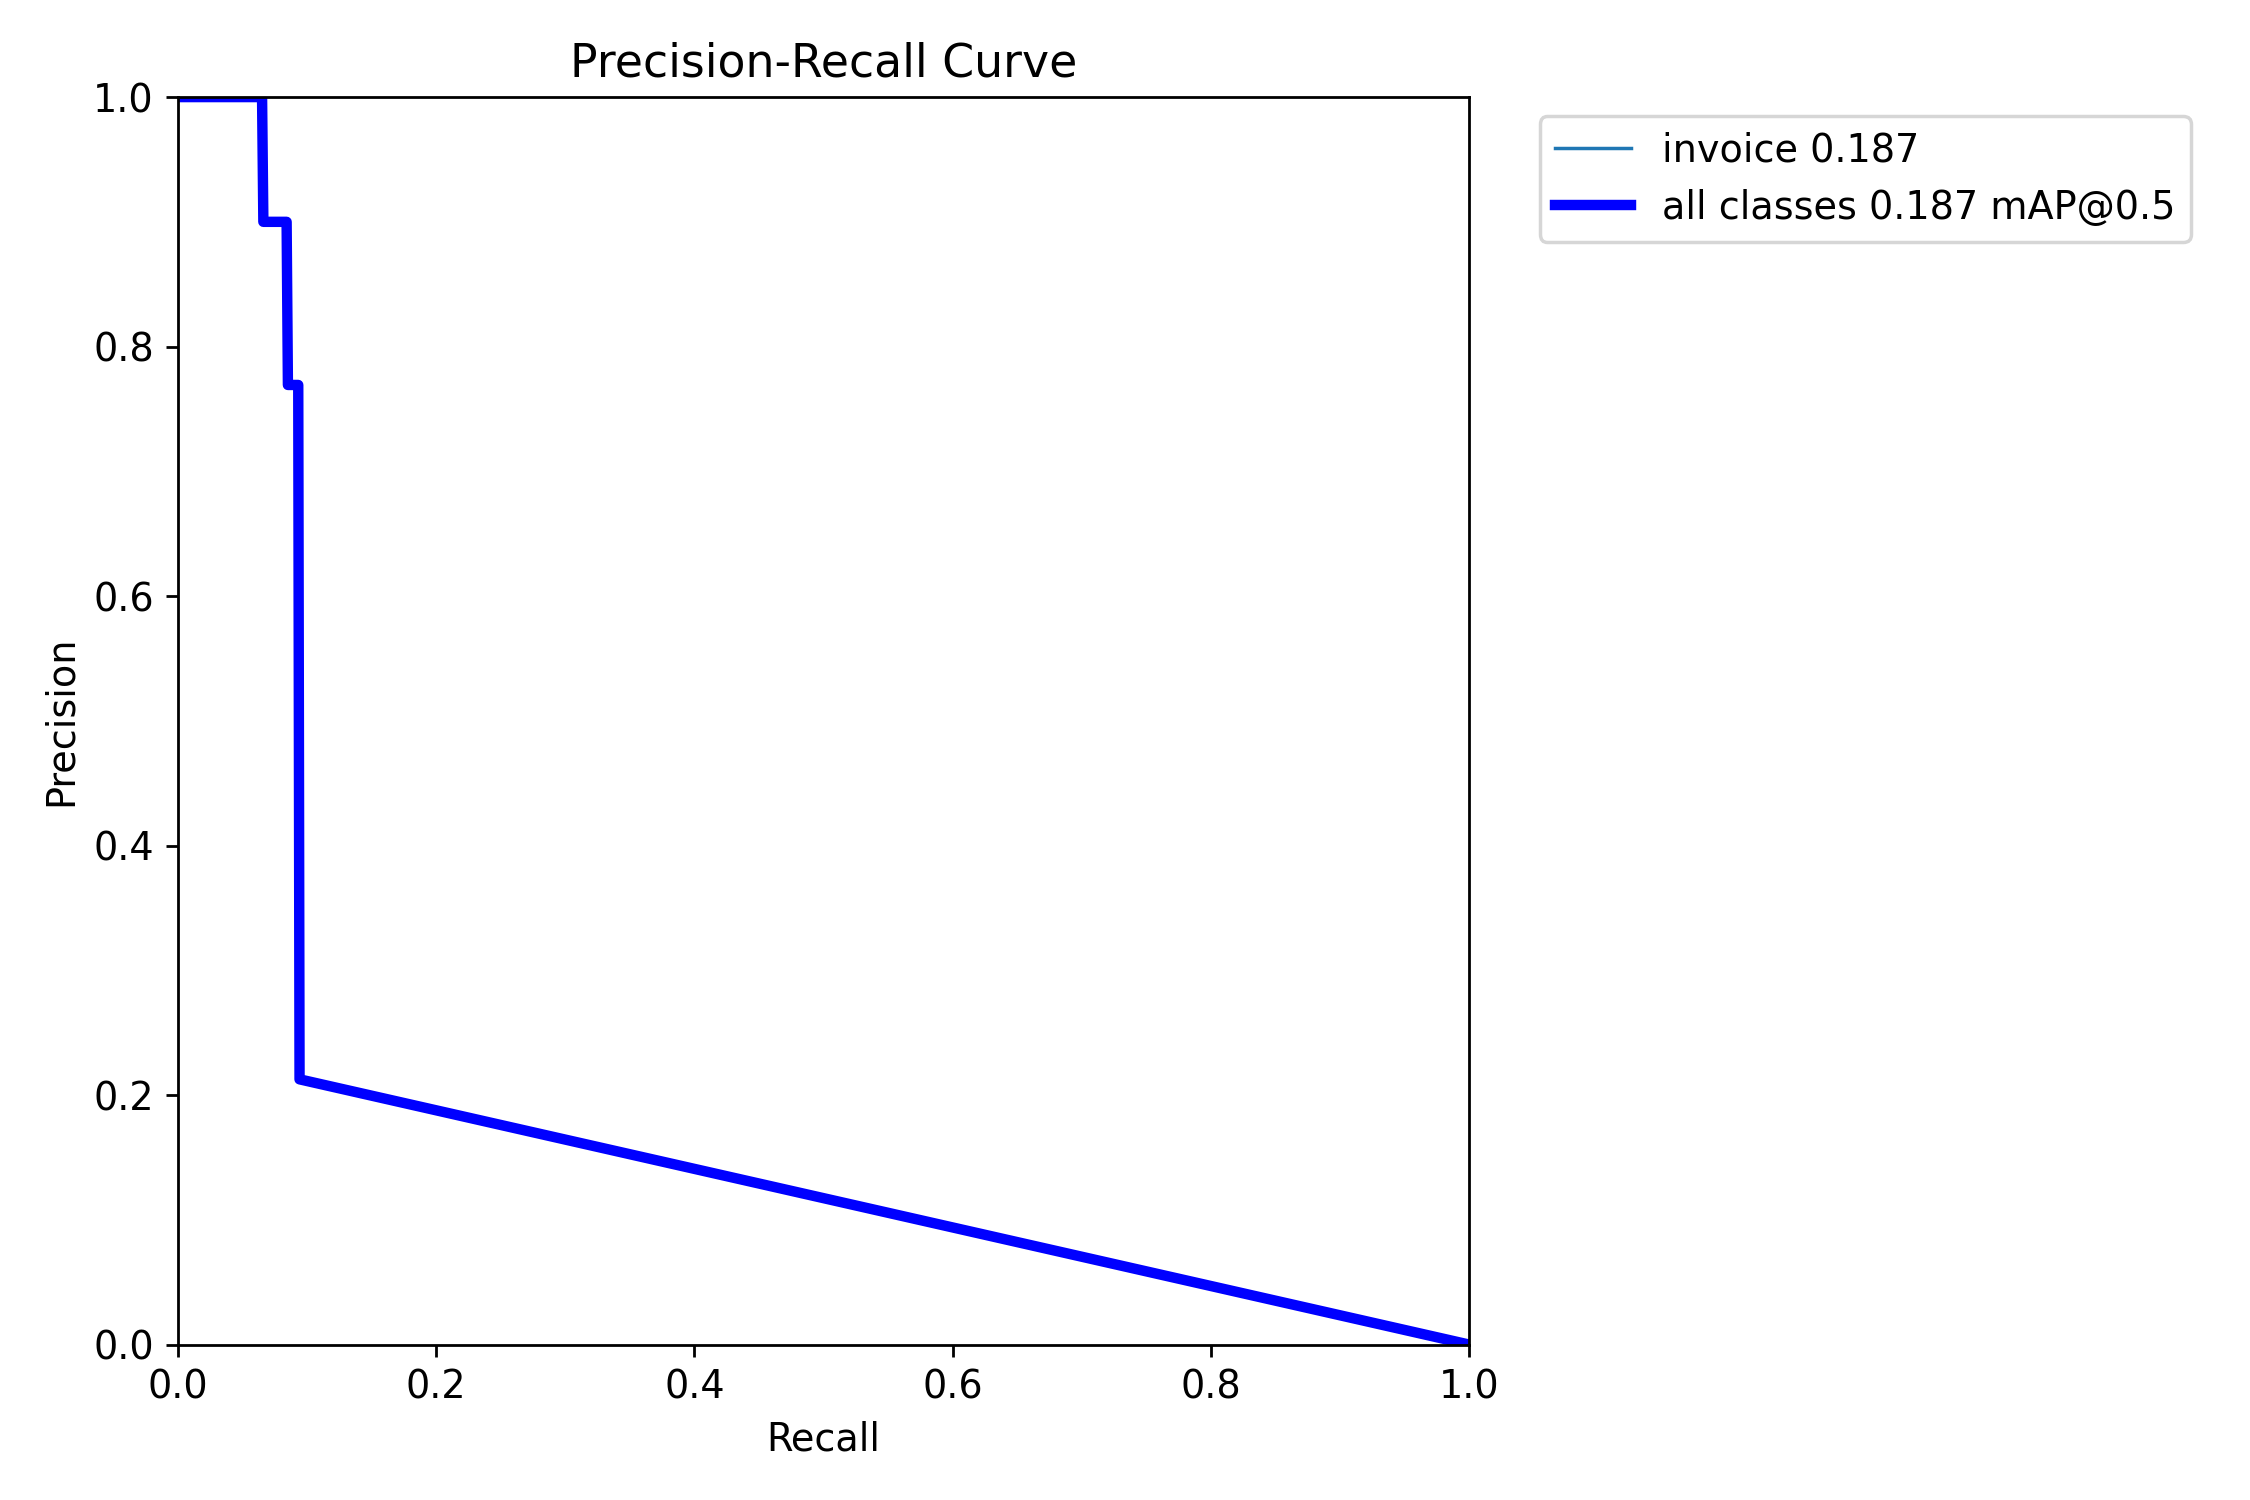 Precision-Recall Curve
invoice 0.187
all classes 0.187 mAP@0.5
1.0
0.8
0.6
0.4
0.2
0.0
Precision
0.0 0.2 0.4 0.6 0.8 1.0
Recall